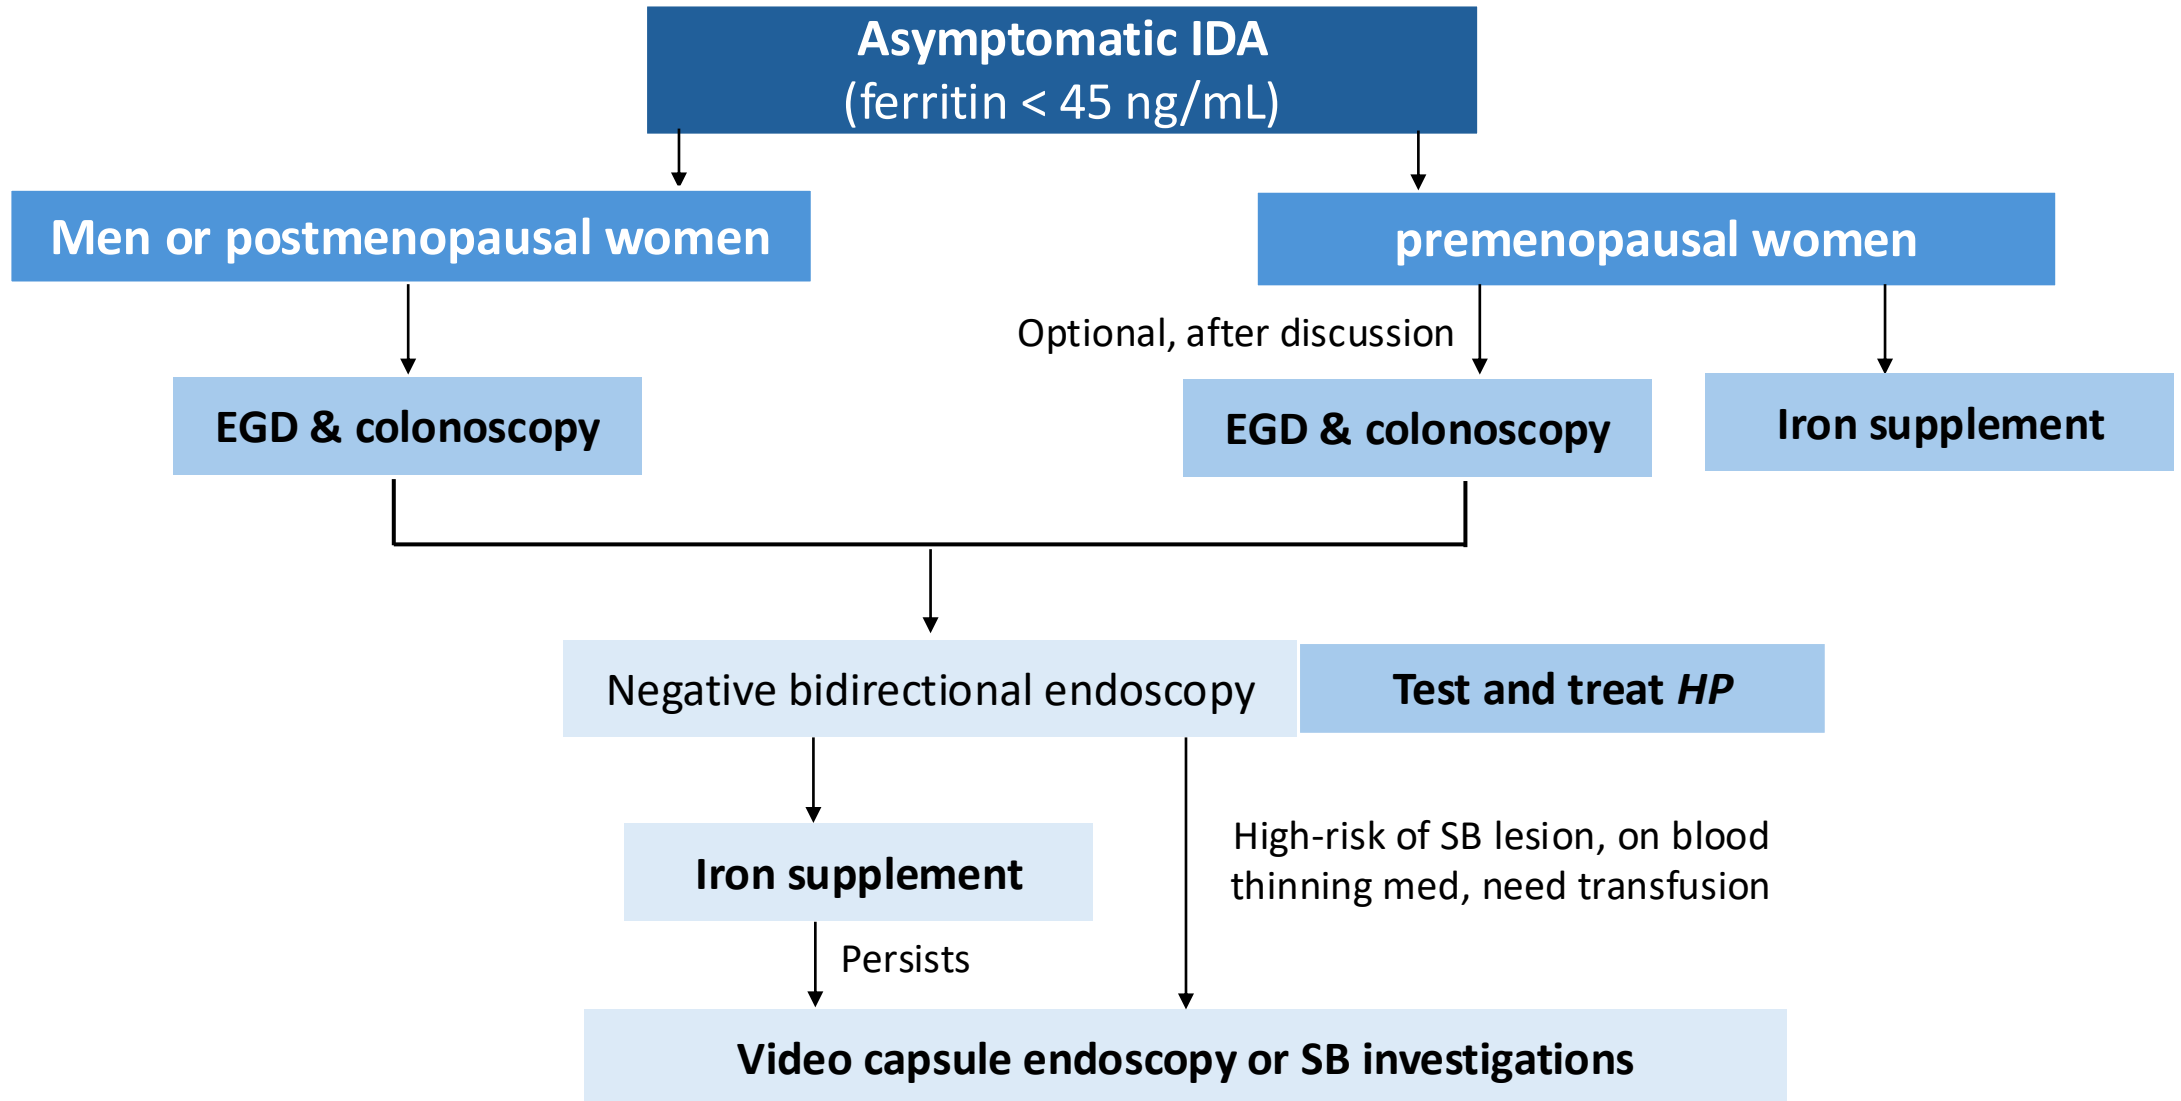 Asymptomatic IDA
(ferritin < 45 ng/mL)
Men or postmenopausal women
premenopausal women
Optional, after discussion
EGD & colonoscopy
EGD & colonoscopy
Iron supplement
Negative bidirectional endoscopy
Test and treat HP
Iron supplement
High-risk of SB lesion, on blood
thinning med, need transfusion
Persists
Video capsule endoscopy or SB investigations